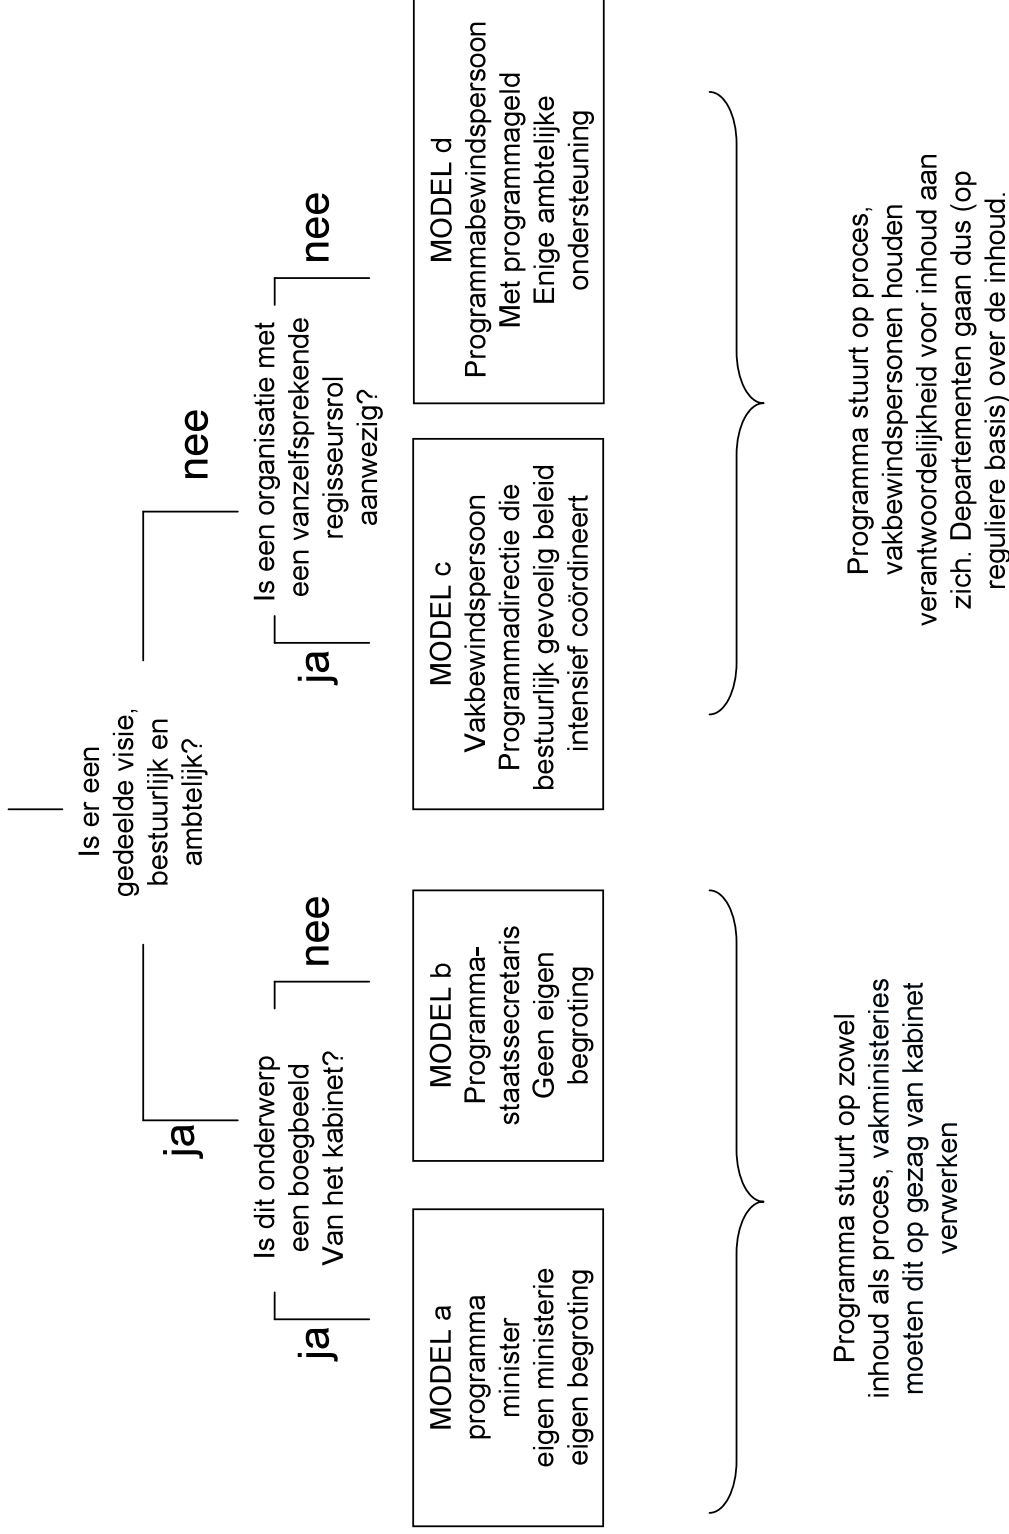 Is er een
gedeelde visie,
bestuurlijk en
ambtelijk?
ja
nee
Is dit onderwerp
een boegbeeld
Van het kabinet?
ja
nee
Is een organisatie met
een vanzelfsprekende
regisseursrol
aanwezig?
ja
nee
MODEL a
programma
minister
eigen ministerie
eigen begroting
MODEL b
Programma-
staatssecretaris
Geen eigen
begroting
MODEL c
Vakbewindspersoon
Programmadirectie die
bestuurlijk gevoelig beleid
intensief coördineert
MODEL d
Programmabewindspersoon
Met programmageld
Enige ambtelijke
ondersteuning
Programma stuurt op zowel
inhoud als proces, vakministeries
moeten dit op gezag van kabinet
verwerken
Programma stuurt op proces,
vakbewindspersonen houden
verantwoordelijkheid voor inhoud aan
zich. Departementen gaan dus (op
reguliere basis) over de inhoud.